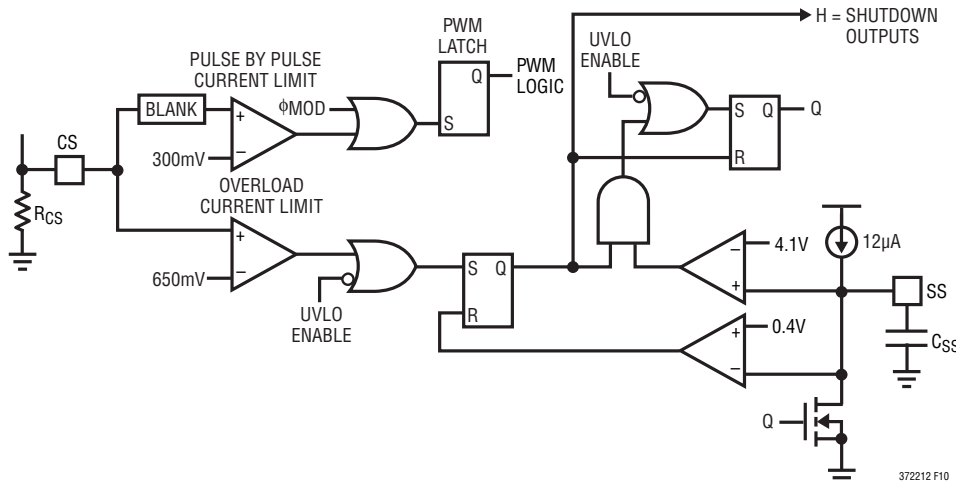 H = SHUTDOWN
OUTPUTS
PWM
LATCH
UVLO
ENABLE
PULSE BY PULSE
CURRENT LIMIT
Q
PWM
LOGIC
ΦMOD
BLANK
+
–
300mV
S
S
Q
Q
R
CS
RCS
OVERLOAD
CURRENT LIMIT
+
–
650mV
UVLO
ENABLE
S
Q
R
–
4.1V
+
12µA
SS
CSS
+
0.4V
–
Q
372212 F10